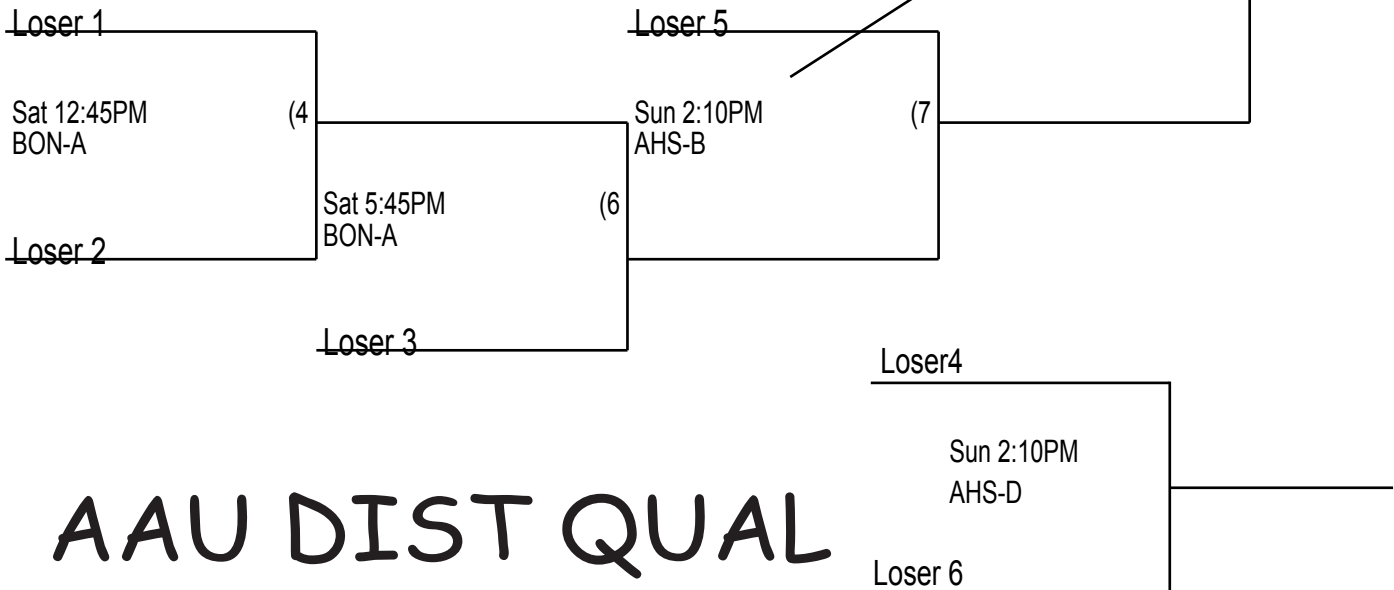 Loser 1
Loser 5
Sat 12:45PM (4
BON-A
Sun 2:10PM (7
AHS-B
Sat 5:45PM (6
BON-A
Loser 2
Loser 3
Loser4
Sun 2:10PM
AHS-D
AAU DIST QUAL
Loser 6